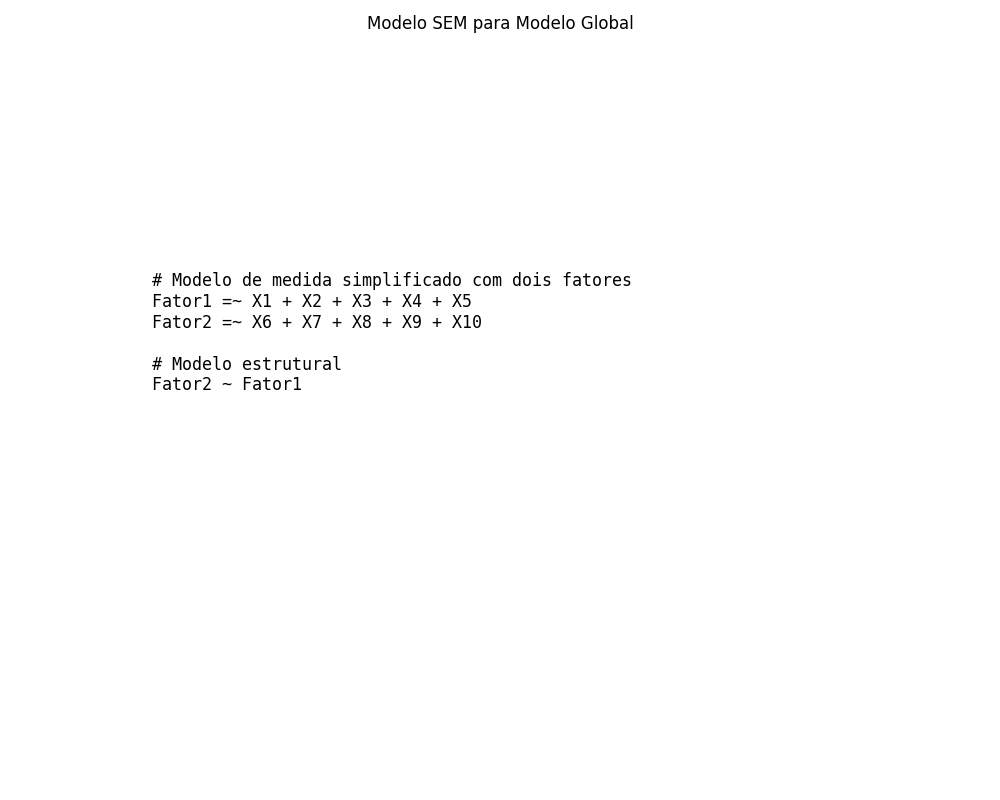 Modelo SEM para Modelo Global
# Modelo de medida simplificado com dois fatores
Fator1 =~ X1 + X2 + X3 + X4 + X5
Fator2 =~ X6 + X7 + X8 + X9 + X10
# Modelo estrutural
Fator2 ~ Fator1